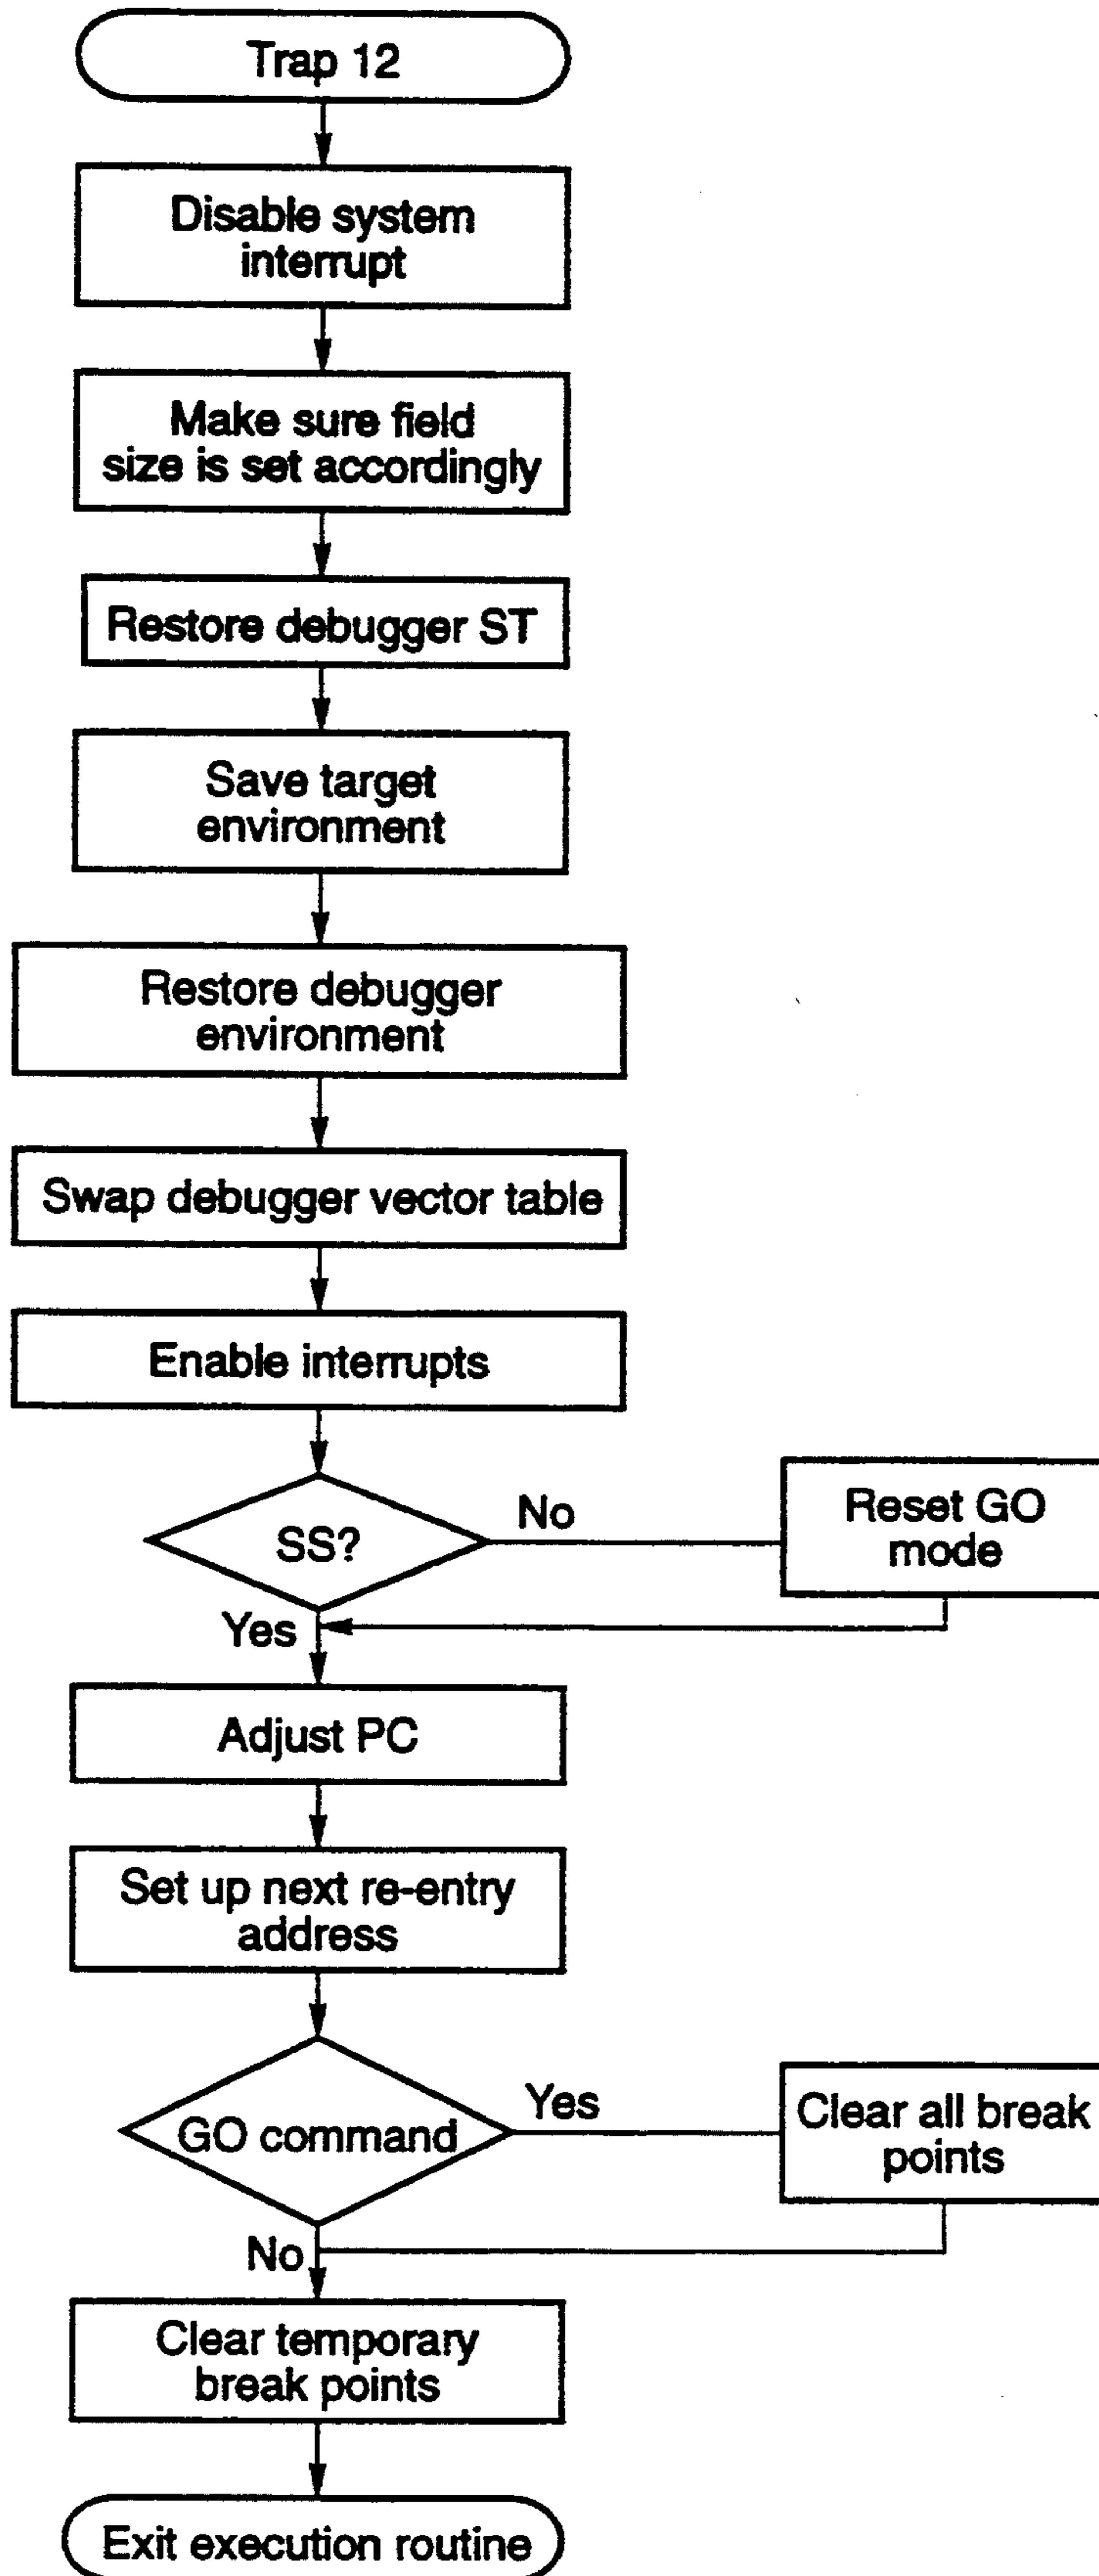 Trap 12
Disable system
interrupt
Make sure field
size is set accordingly
Restore debugger ST
Save target
environment
Restore debugger
environment
Swap debugger vector table
Enable interrupts
SS?
No
Reset GO
mode
Yes
Adjust PC
Set up next re-entry
address
GO command
Yes
Clear all break
points
No
Clear temporary
break points
Exit execution routine